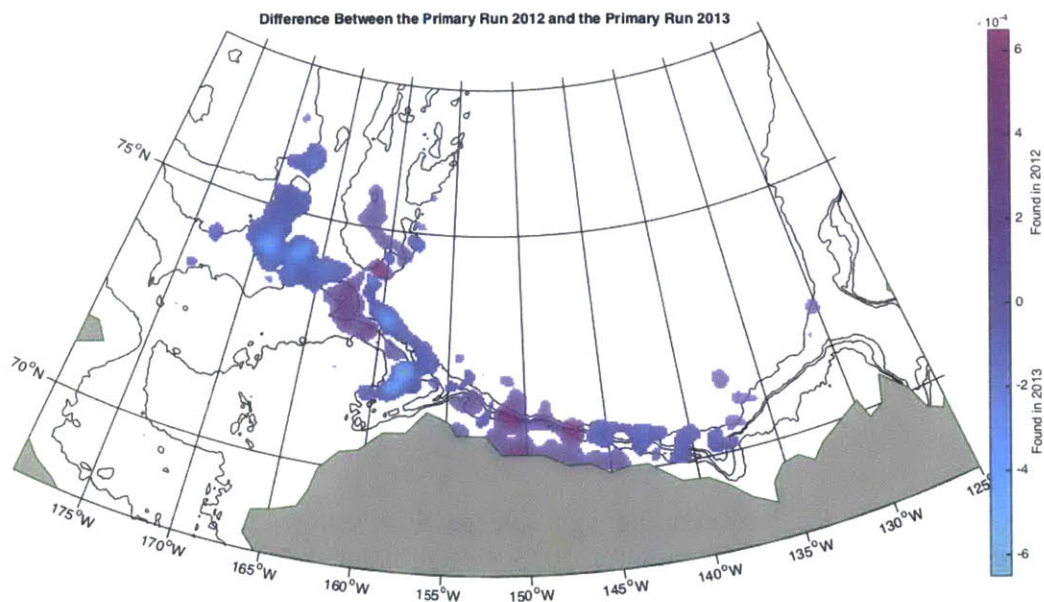 Difference Between the Primary Run 2012 and the Primary Run 2013
10-4
6
4
2
0
-2
-4
-6
Found in 2012
Found in 2013
75°N
70°N
175°W
170°W
165°W
160°W
155°W
150°W
145°W
140°W
135°W
130°W
125°